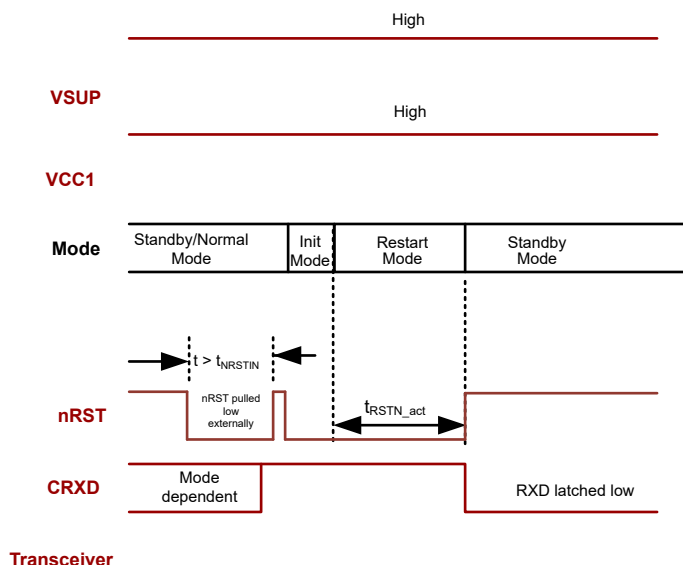 High
VSUP
High
VCC1
Mode
Standby/Normal
Mode
Init
Mode
Restart
Mode
Standby
Mode
t > tNRSTIN
nRST
nRST pulled
low
externally
tRSTN_act
CRXD
Mode
dependent
RXD latched low
Transceiver